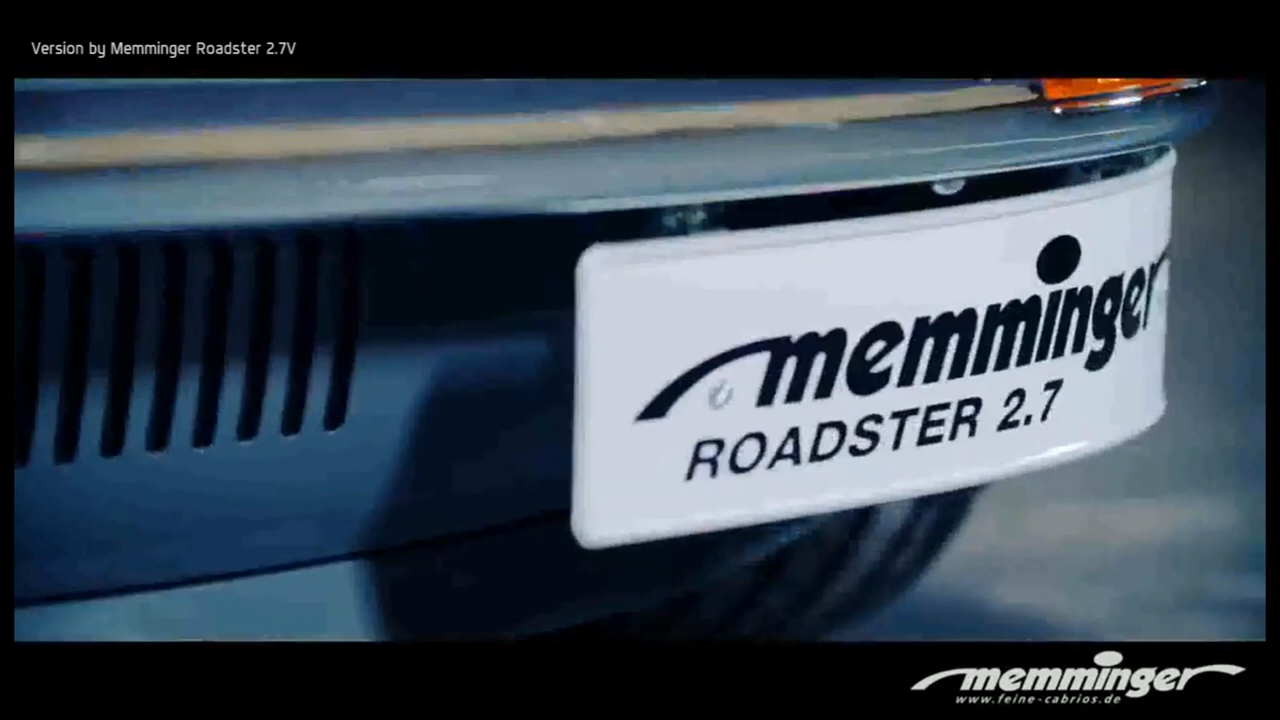 Version by Memminger Roadster 2.7V
memminger
ROADSTER 2.7
memminger
www.feine-cabrios.de